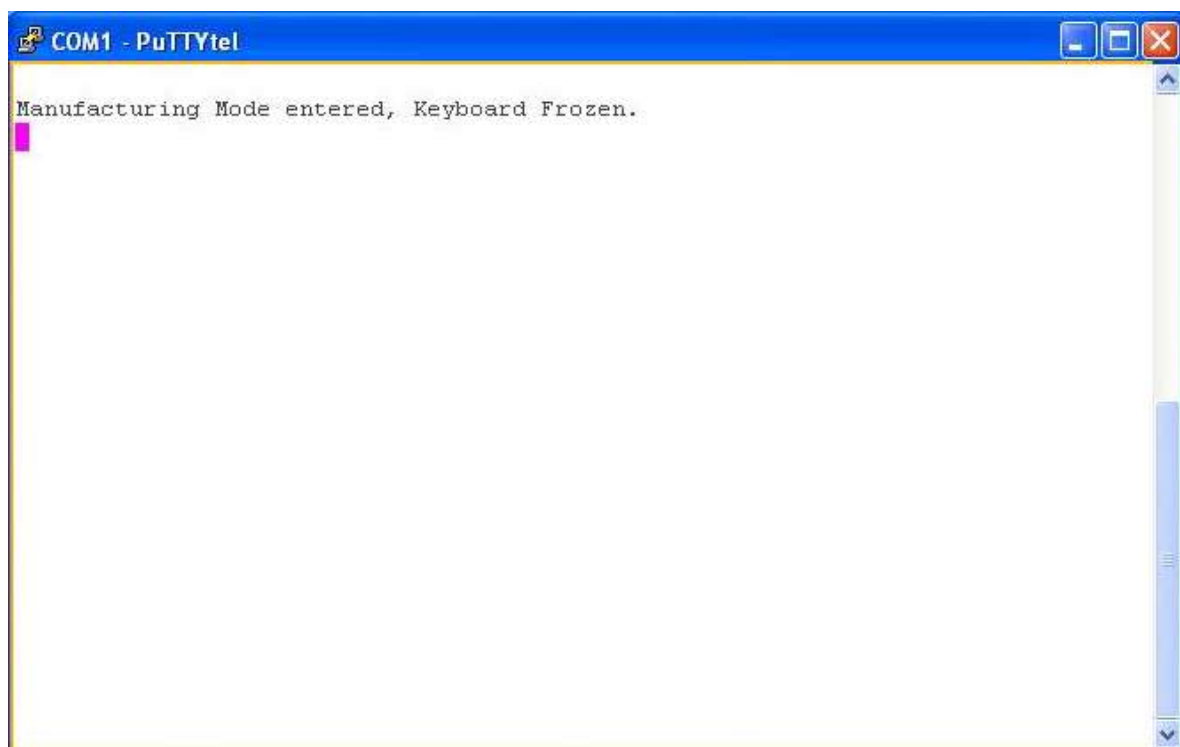 COM1 - PuTTYtel
Manufacturing Mode entered, Keyboard Frozen.